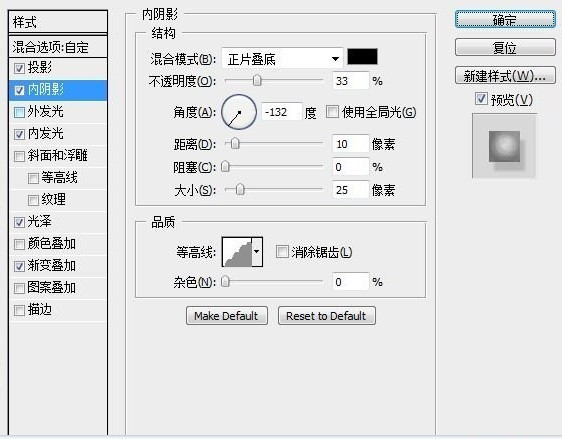 样式
混合选项:自定
投影
内阴影
外发光
内发光
斜面和浮雕
等高线
纹理
光泽
颜色叠加
渐变叠加
图案叠加
描边
内阴影
结构
混合模式(B): 正片叠底
不透明度(O): 33 %
角度(A): -132 度 使用全局光(G)
距离(D): 10 像素
阻塞(C): 0 %
大小(S): 25 像素
品质
等高线: 消除锯齿(L)
杂色(N): 0 %
Make Default Reset to Default
确定
复位
新建样式(W)...
预览(V)